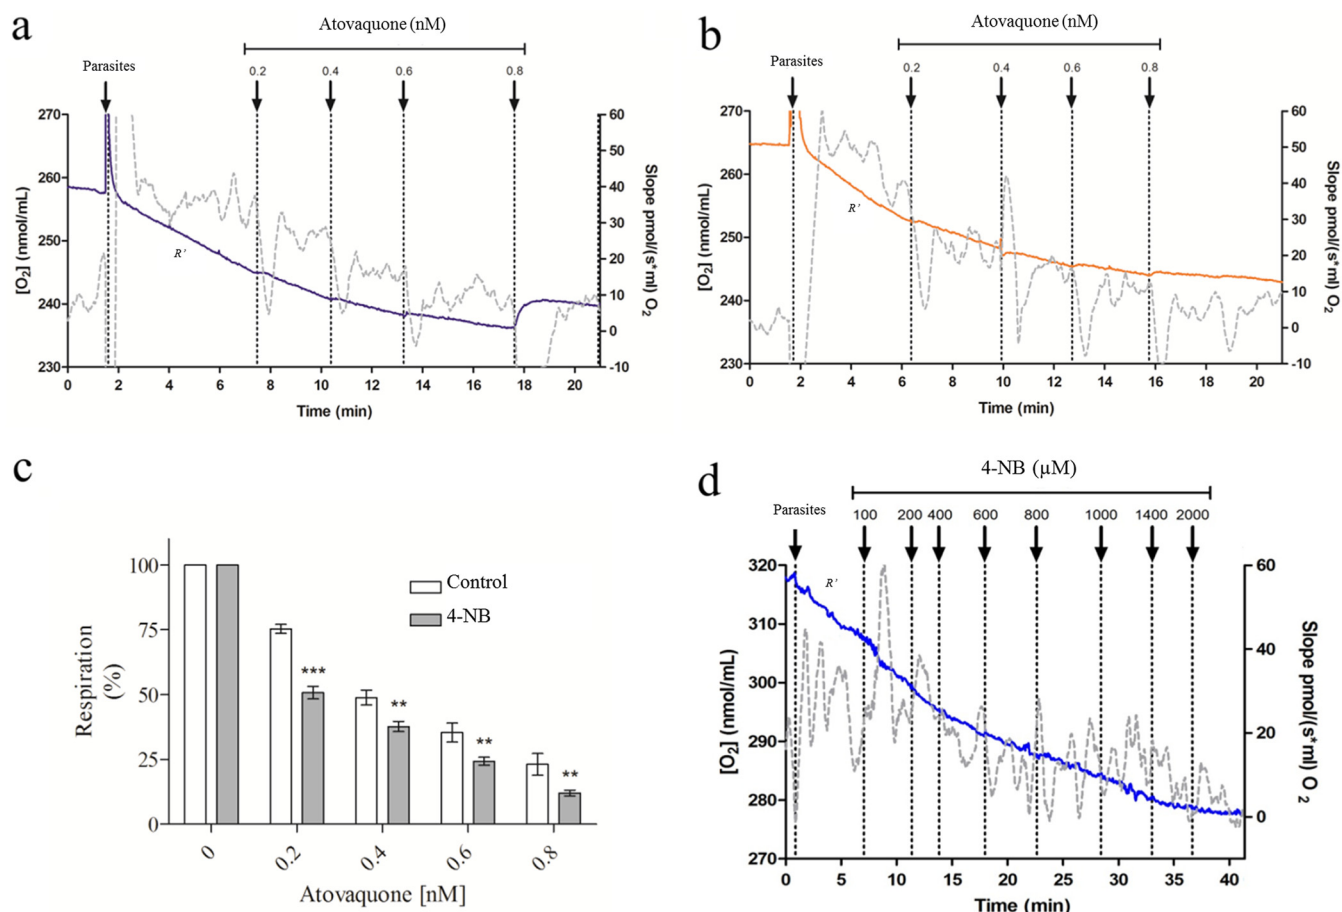 a
Atovaquone (nM)
Parasites
0.2 0.4 0.6 0.8
270
260
250
240
230
[O2] (nmol/mL)
R'
60
50
40
30
20
10
0
-10
Slope pmol/(s*ml) O2
0 2 4 6 8 10 12 14 16 18 20
Time (min)
b
Atovaquone (nM)
Parasites
0.2 0.4 0.6 0.8
270
260
250
240
230
[O2] (nmol/mL)
R'
60
50
40
30
20
10
0
-10
Slope pmol/(s*ml) O2
0 2 4 6 8 10 12 14 16 18 20
Time (min)
c
Respiration
(%)
100
75
50
25
0
Control
4-NB
***
**
**
**
0 0.2 0.4 0.6 0.8
Atovaquone [nM]
d
4-NB (µM)
Parasites
100 200 400 600 800 1000 1400 2000
320
310
300
290
280
270
[O2] (nmol/mL)
R'
60
40
20
0
Slope pmol/(s*ml) O2
0 5 10 15 20 25 30 35 40
Time (min)